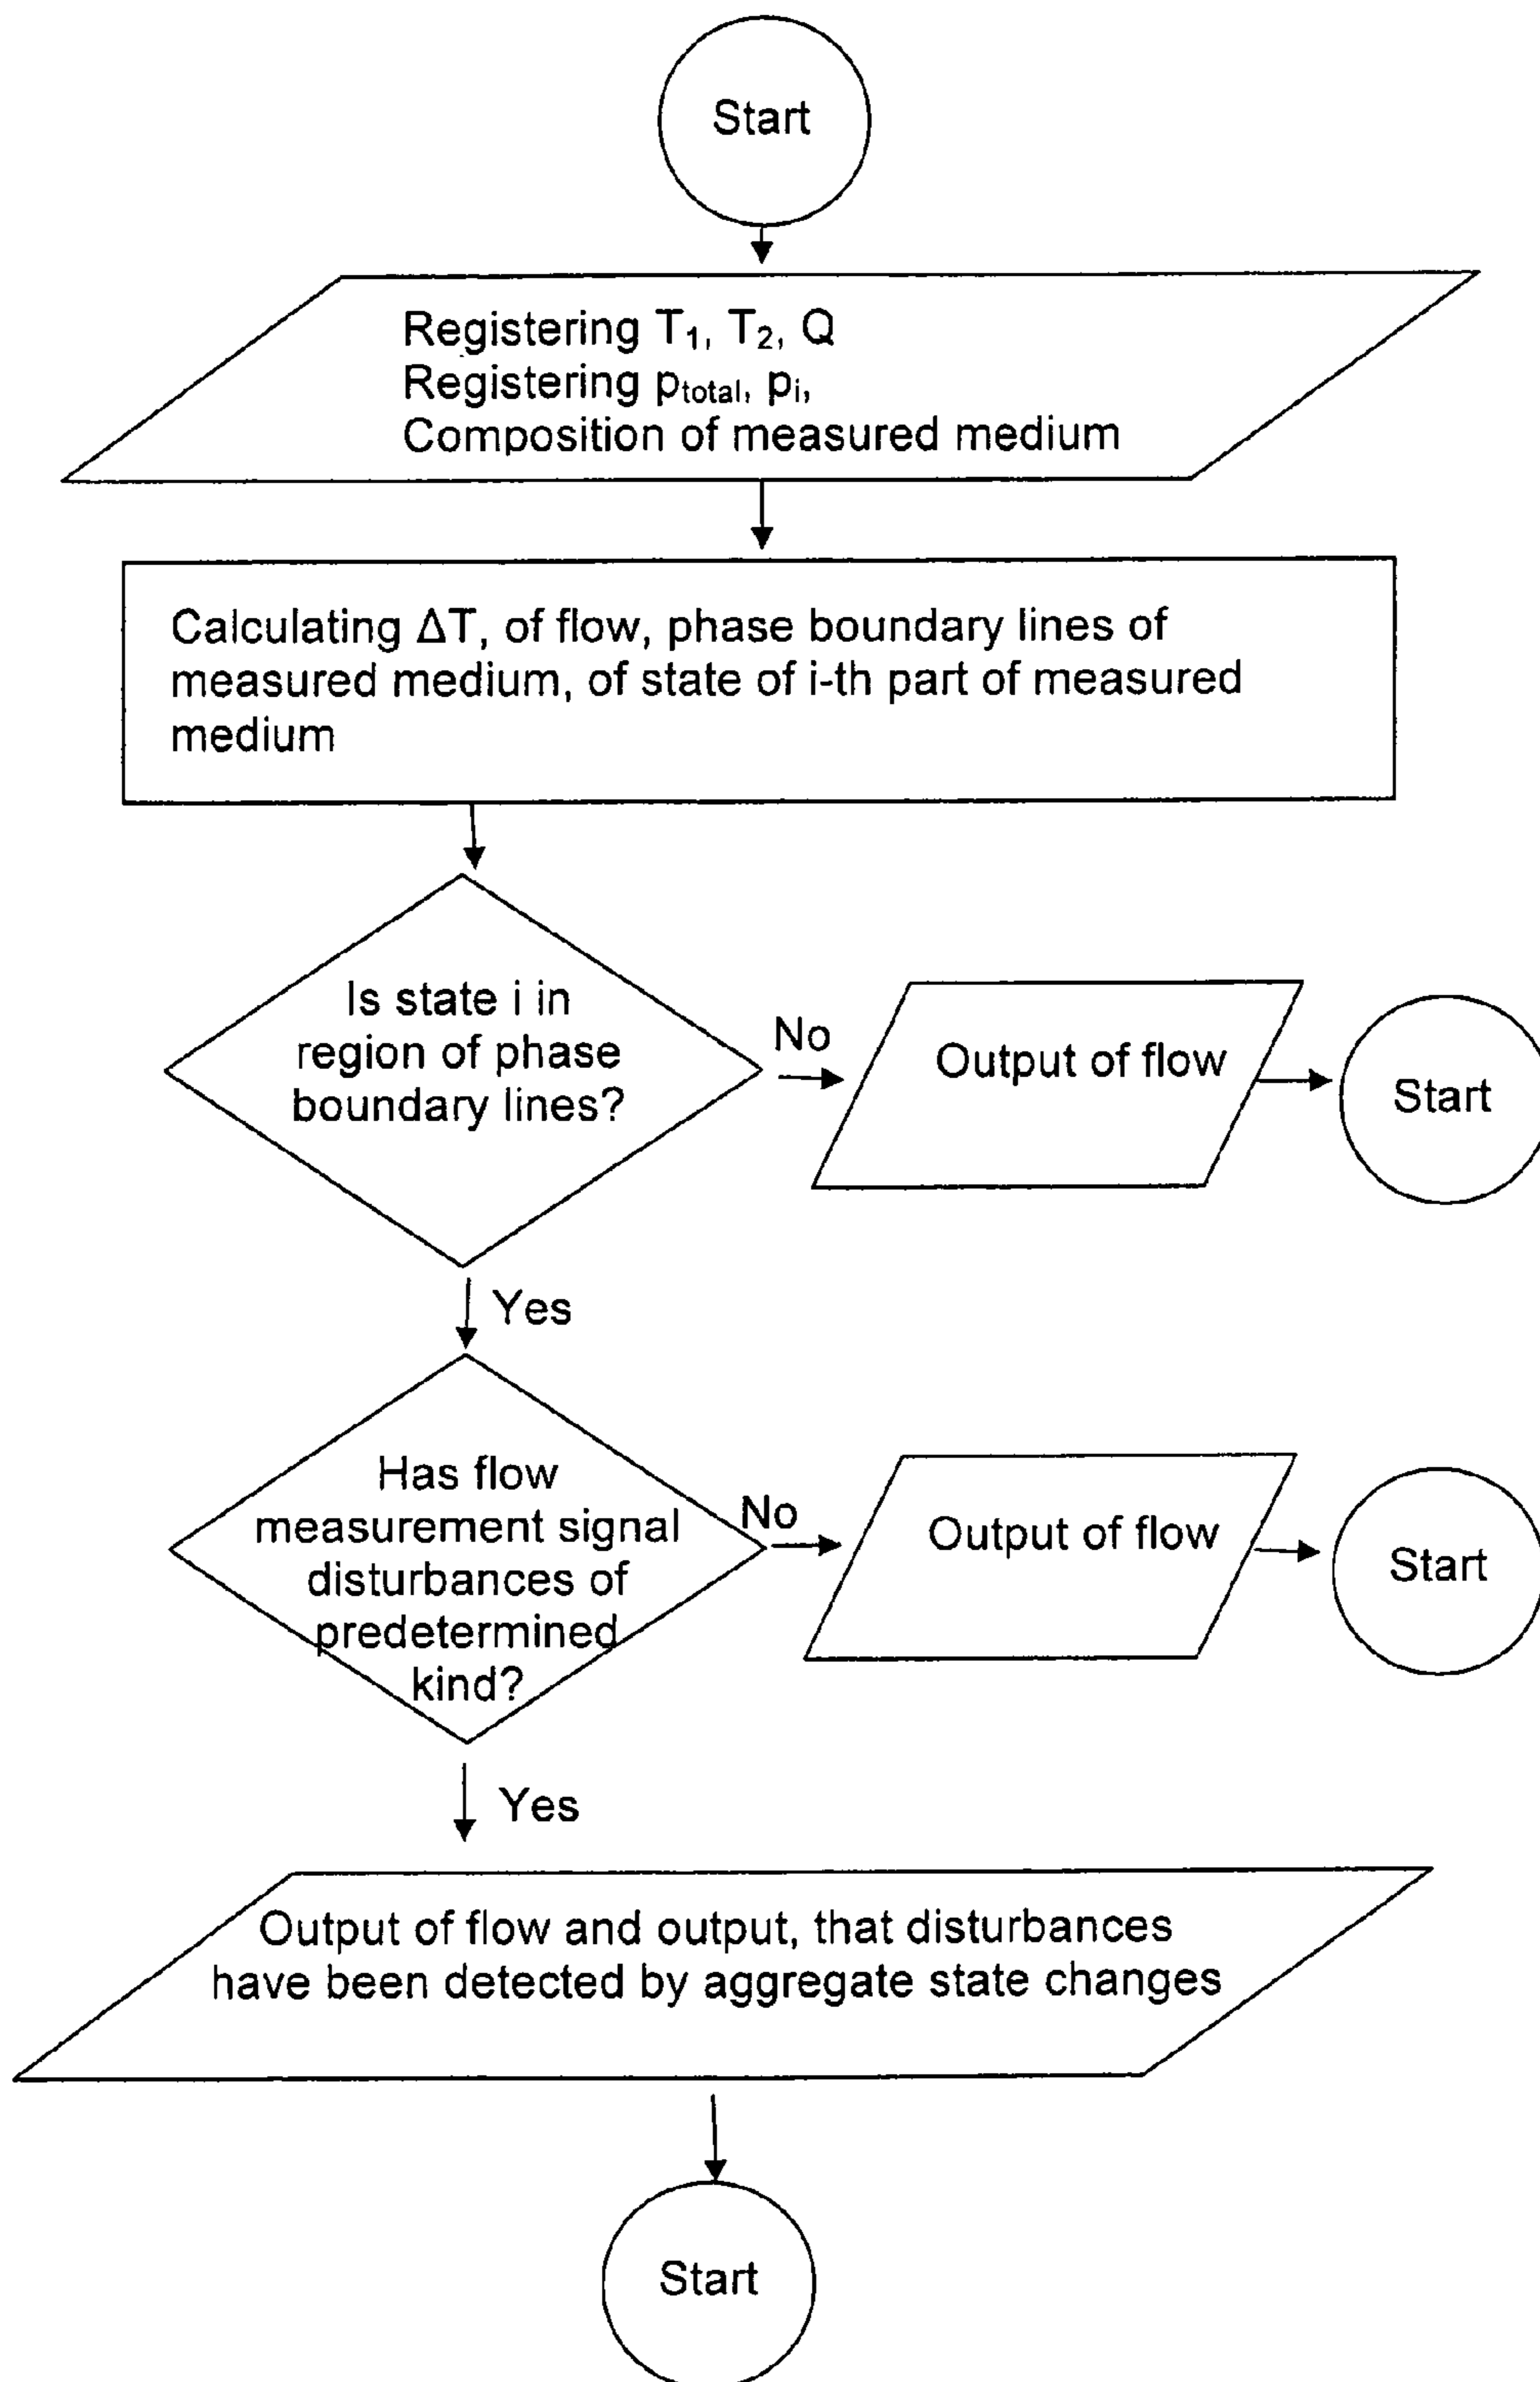 Start
Registering T₁, T₂, Q
Registering p_total, p_i,
Composition of measured medium
Calculating ΔT, of flow, phase boundary lines of
measured medium, of state of i-th part of measured
medium
Is state i in
region of phase
boundary lines?
No
Output of flow
Start
Yes
Has flow
measurement signal
disturbances of
predetermined
kind?
No
Output of flow
Start
Yes
Output of flow and output, that disturbances
have been detected by aggregate state changes
Start